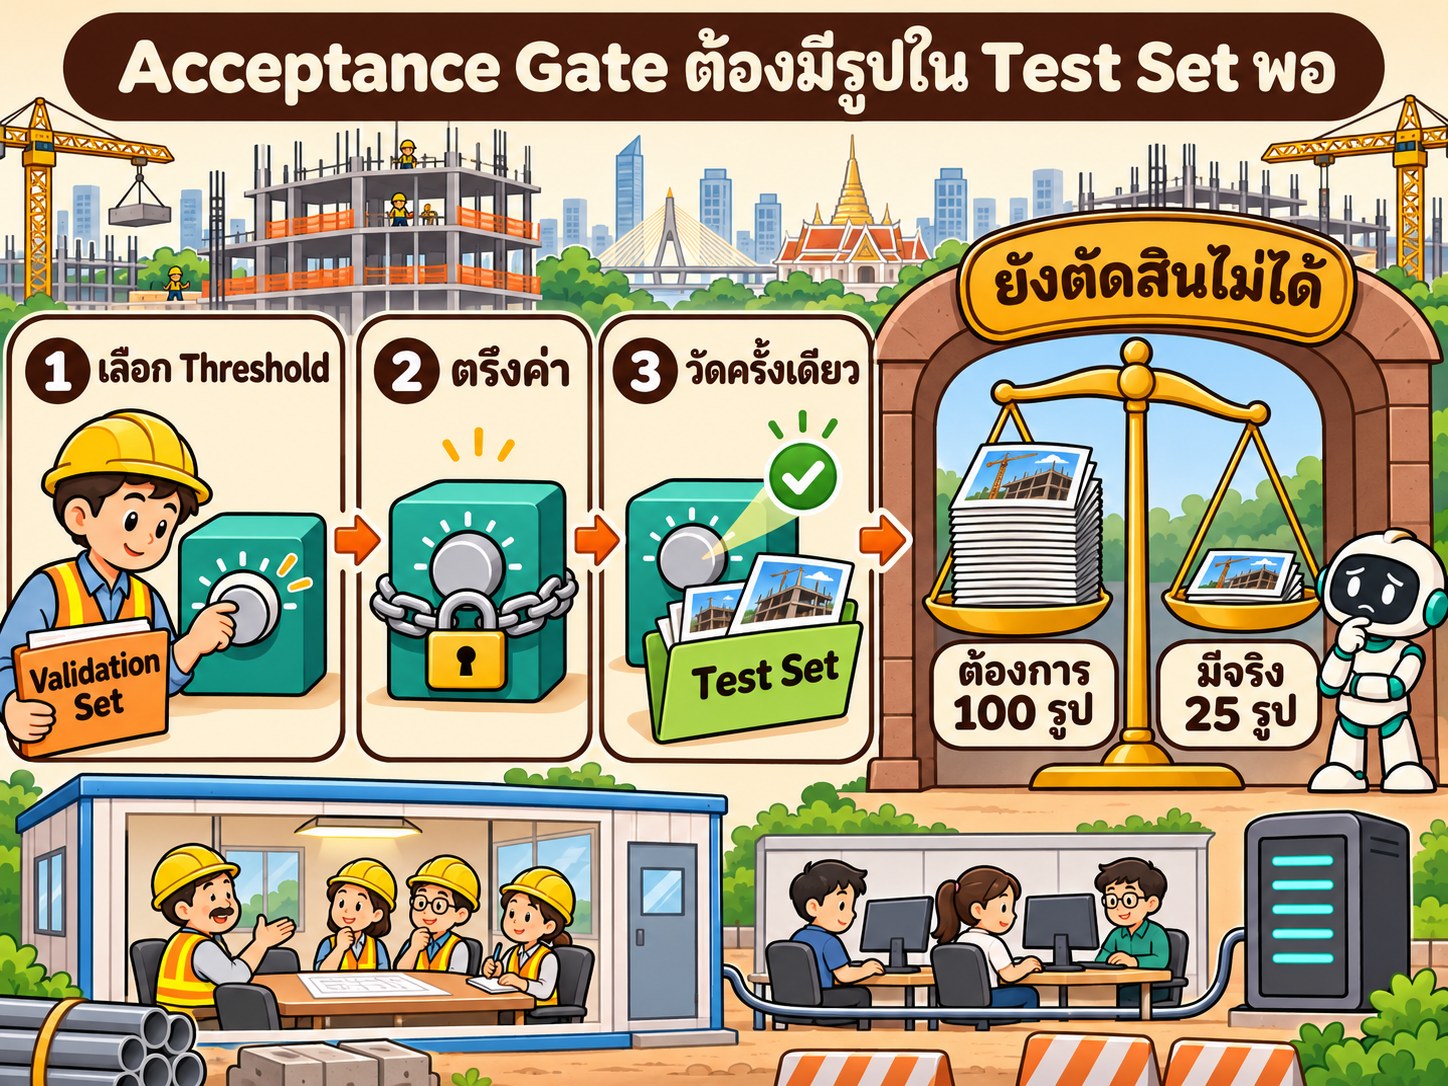 Acceptance Gate ต้องมีรูปใน Test Set พอ
ยังตัดสินไม่ได้
1 เลือก Threshold
2 ตรึงค่า
3 วัดครั้งเดียว
Validation
Set
Test Set
ต้องการ
100 รูป
มีจริง
25 รูป